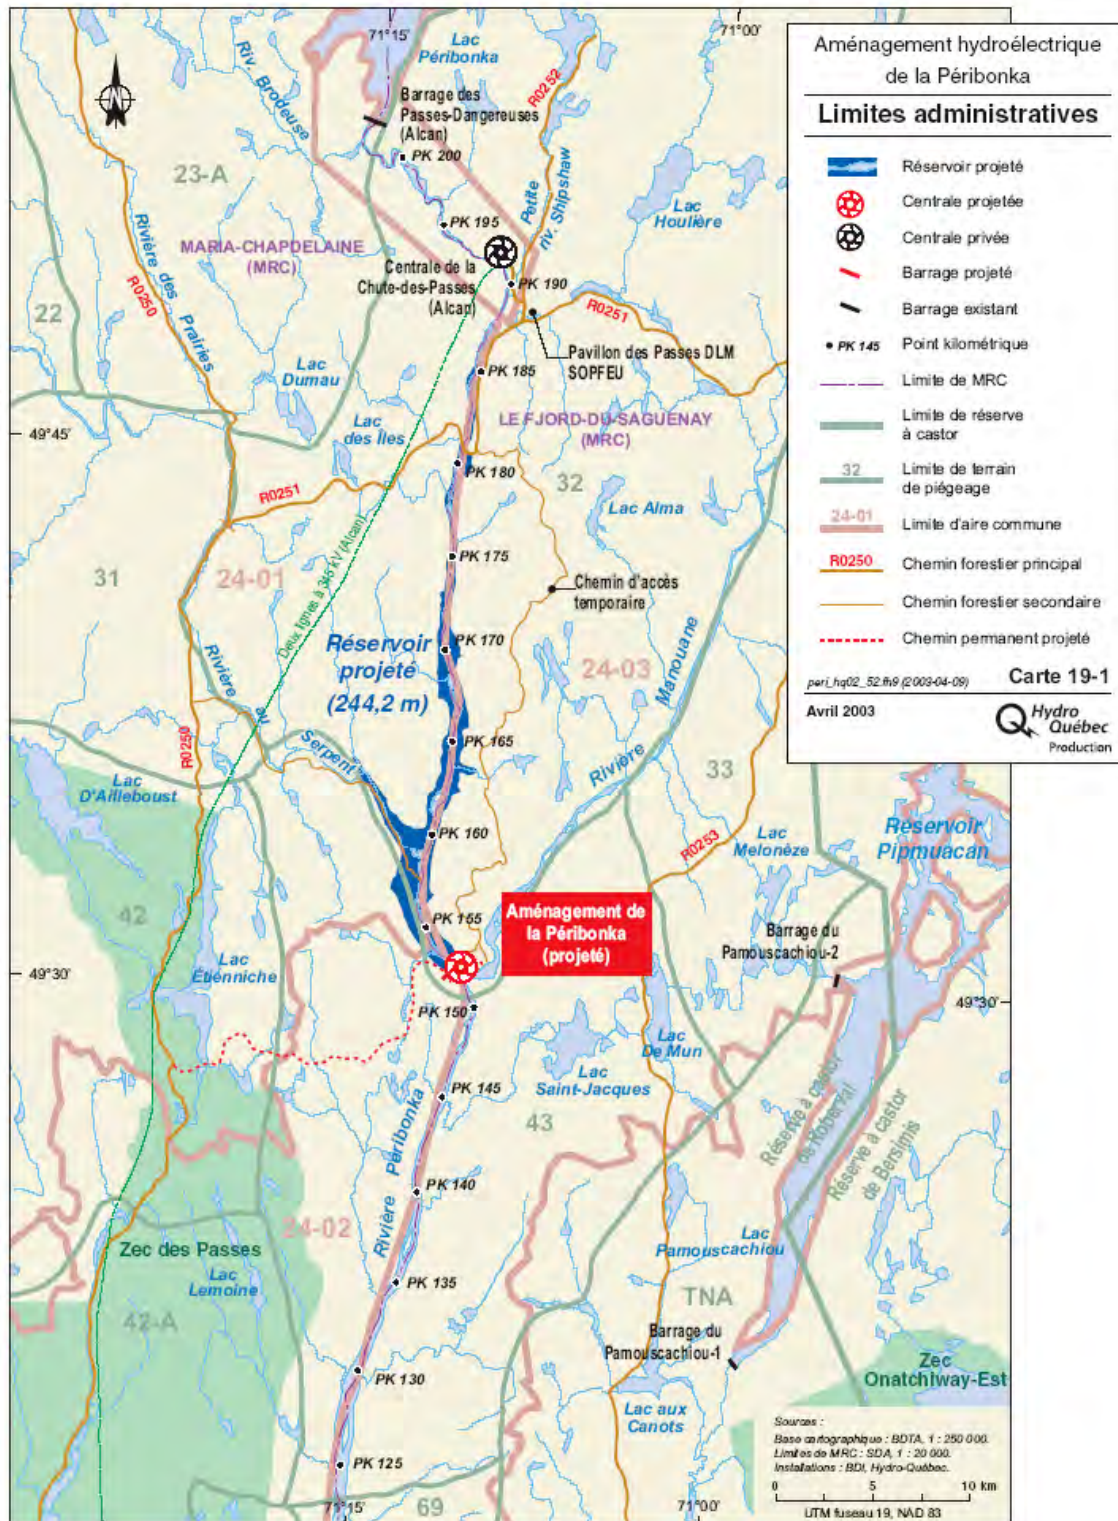 Aménagement hydroélectrique
de la Péribonka
Limites administratives
Réservoir projeté
Centrale projetée
Centrale privée
Barrage projeté
Barrage existant
PK 145 Point kilométrique
Limite de MRC
Limite de réserve
à castor
32 Limite de terrain
de piégeage
24-01 Limite d'aire commune
R0250 Chemin forestier principal
Chemin forestier secondaire
Chemin permanent projeté
peri_hq02_52.fh9 (2003-04-09) Carte 19-1
Avril 2003
Hydro
Québec
Production
71°15'
71°00'
Lac
Péribonka
Riv. Brodeuse
R0252
Barrage des
Passes-Dangereuses
(Alcan)
PK 200
23-A
Petite
riv. Shipshaw
Lac
Houlière
PK 195
Rivière des Prairies
MARIA-CHAPDELAINE
(MRC)
R0250
Centrale de la
Chute-des-Passes
(Alcan)
PK 190
22
R0251
Pavillon des Passes DLM
SOPFEU
Lac
Dumau
PK 185
Lac
des Îles
LE FJORD-DU-SAGUENAY
(MRC)
49°45'
PK 180
32
R0251
Lac Alma
Deux lignes à 345 kV (Alcan)
PK 175
31
24-01
Chemin d'accès
temporaire
Réservoir
projeté
(244,2 m)
PK 170
24-03
Rivière Manouane
Rivière au Serpent
R0250
PK 165
33
Lac
D'Ailleboust
PK 160
R0253
Lac
Melonèze
Réservoir
Pipmuacan
42
PK 155
Aménagement de
la Péribonka
(projeté)
Barrage du
Pamouscachiou-2
49°30'
Lac
Étienniche
PK 150
49°30'
Lac
De Mun
Lac
Saint-Jacques
PK 145
43
Réserve à castor
de Roberval
Réserve à castor
de Bersimis
Rivière Péribonka
PK 140
24-02
Zec des Passes
Lac
Pamouscachiou
Lac
Lemoine
PK 135
TNA
42-A
Barrage du
Pamouscachiou-1
PK 130
Zec
Onatchiway-Est
Lac aux
Canots
PK 125
71°15'
69
71°00'
Sources :
Base cartographique : BDTA, 1 : 250 000.
Limites de MRC : SDA, 1 : 20 000.
Installations : BDI, Hydro-Québec.
0 5 10 km
UTM fuseau 19, NAD 83